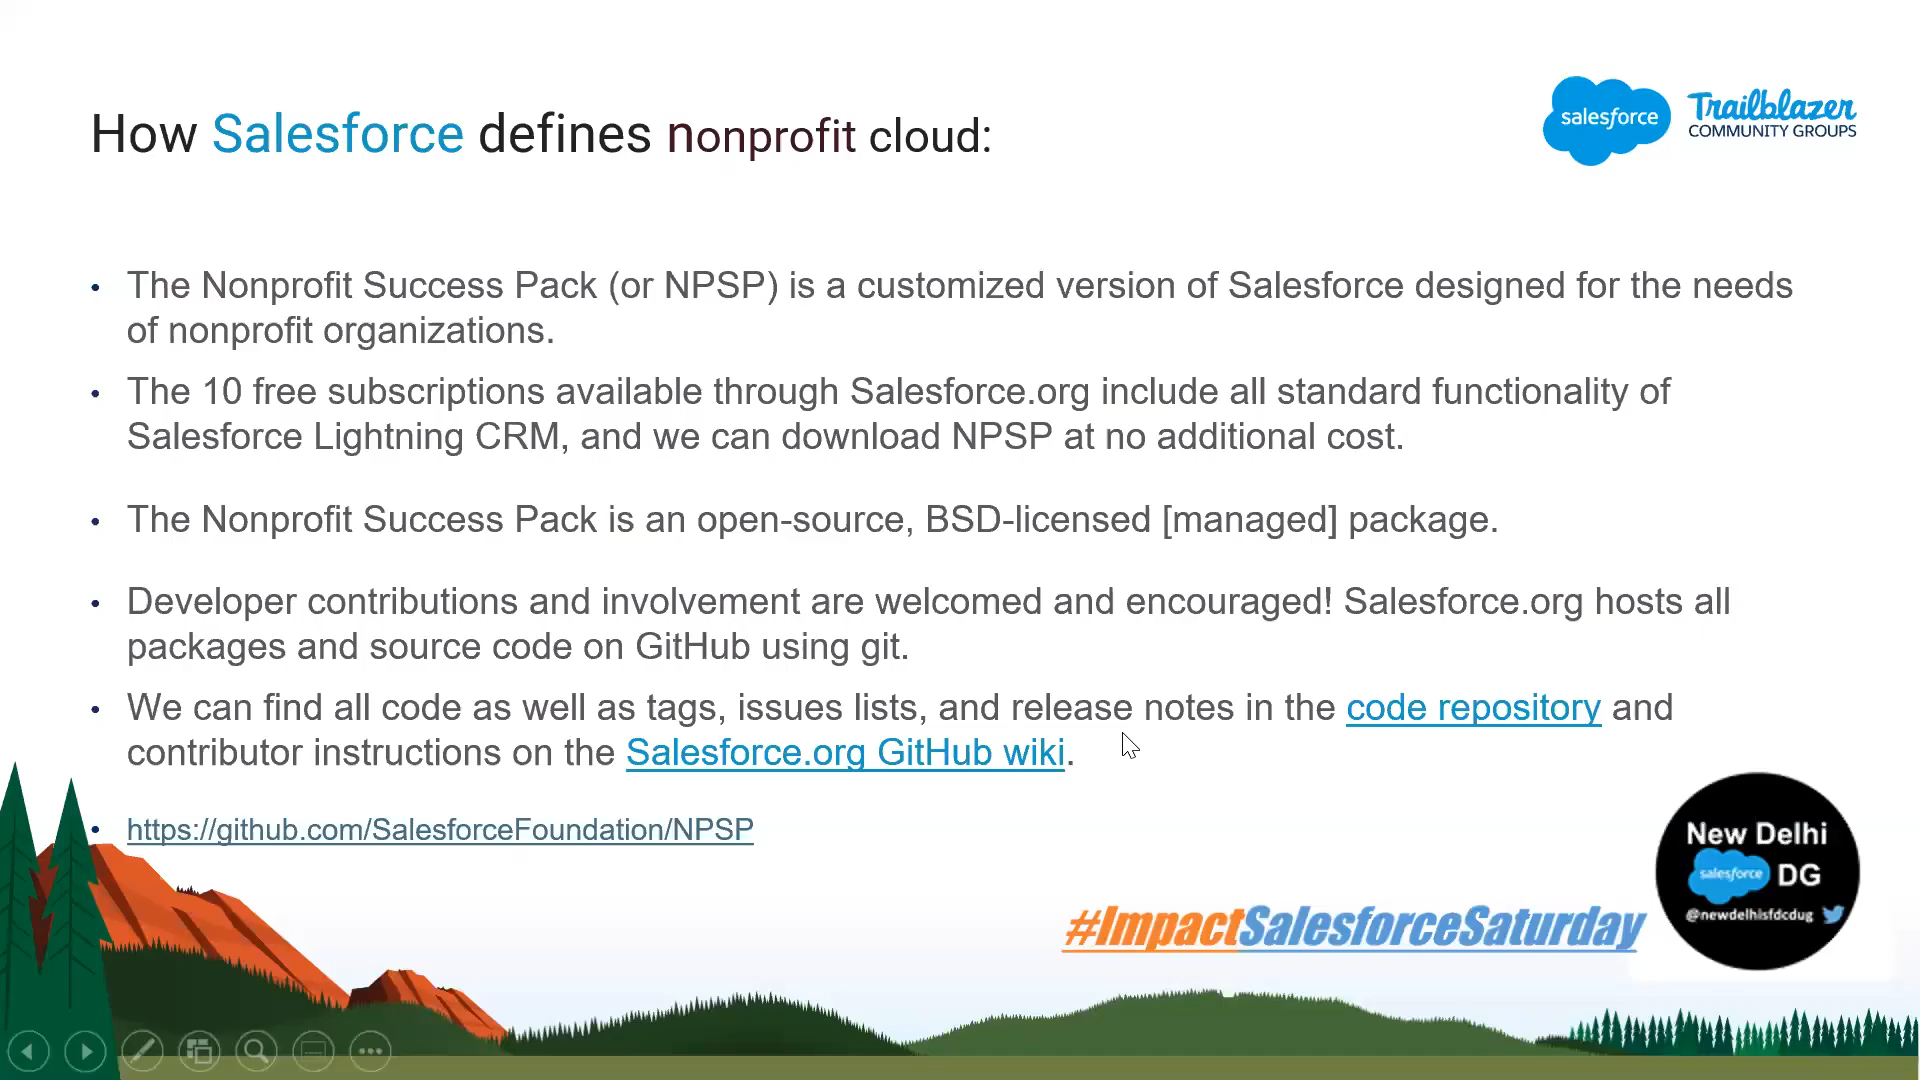 How Salesforce defines nonprofit cloud:
salesforce
Trailblazer
COMMUNITY GROUPS
• The Nonprofit Success Pack (or NPSP) is a customized version of Salesforce designed for the needs
of nonprofit organizations.
• The 10 free subscriptions available through Salesforce.org include all standard functionality of
Salesforce Lightning CRM, and we can download NPSP at no additional cost.
• The Nonprofit Success Pack is an open-source, BSD-licensed [managed] package.
• Developer contributions and involvement are welcomed and encouraged! Salesforce.org hosts all
packages and source code on GitHub using git.
• We can find all code as well as tags, issues lists, and release notes in the code repository and
contributor instructions on the Salesforce.org GitHub wiki.
• https://github.com/SalesforceFoundation/NPSP
#ImpactSalesforceSaturday
New Delhi
salesforce DG
@newdelhisfdcdug